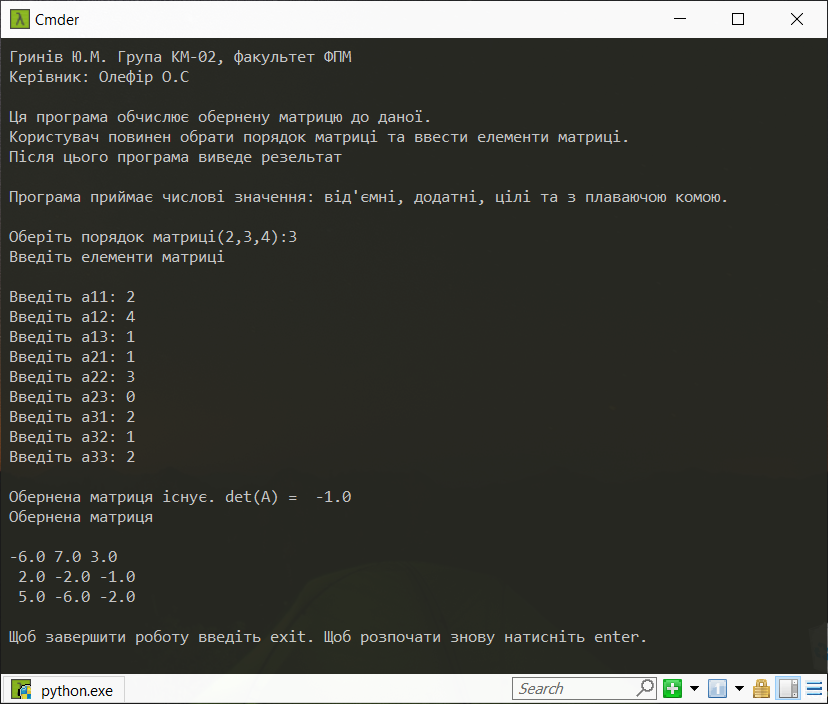 Cmder
Гринів Ю.М. Група КМ-02, факультет ФПМ
Керівник: Олефір О.С
Ця програма обчислює обернену матрицю до даної.
Користувач повинен обрати порядок матриці та ввести елементи матриці.
Після цього програма виведе резельтат
Програма приймає числові значення: від'ємні, додатні, цілі та з плаваючою комою.
Оберіть порядок матриці(2,3,4):3
Введіть елементи матриці
Введіть a11: 2
Введіть a12: 4
Введіть a13: 1
Введіть a21: 1
Введіть a22: 3
Введіть a23: 0
Введіть a31: 2
Введіть a32: 1
Введіть a33: 2
Обернена матриця існує. det(A) =  -1.0
Обернена матриця
-6.0 7.0 3.0
2.0 -2.0 -1.0
5.0 -6.0 -2.0
Щоб завершити роботу введіть exit. Щоб розпочати знову натисніть enter.
python.exe
Search